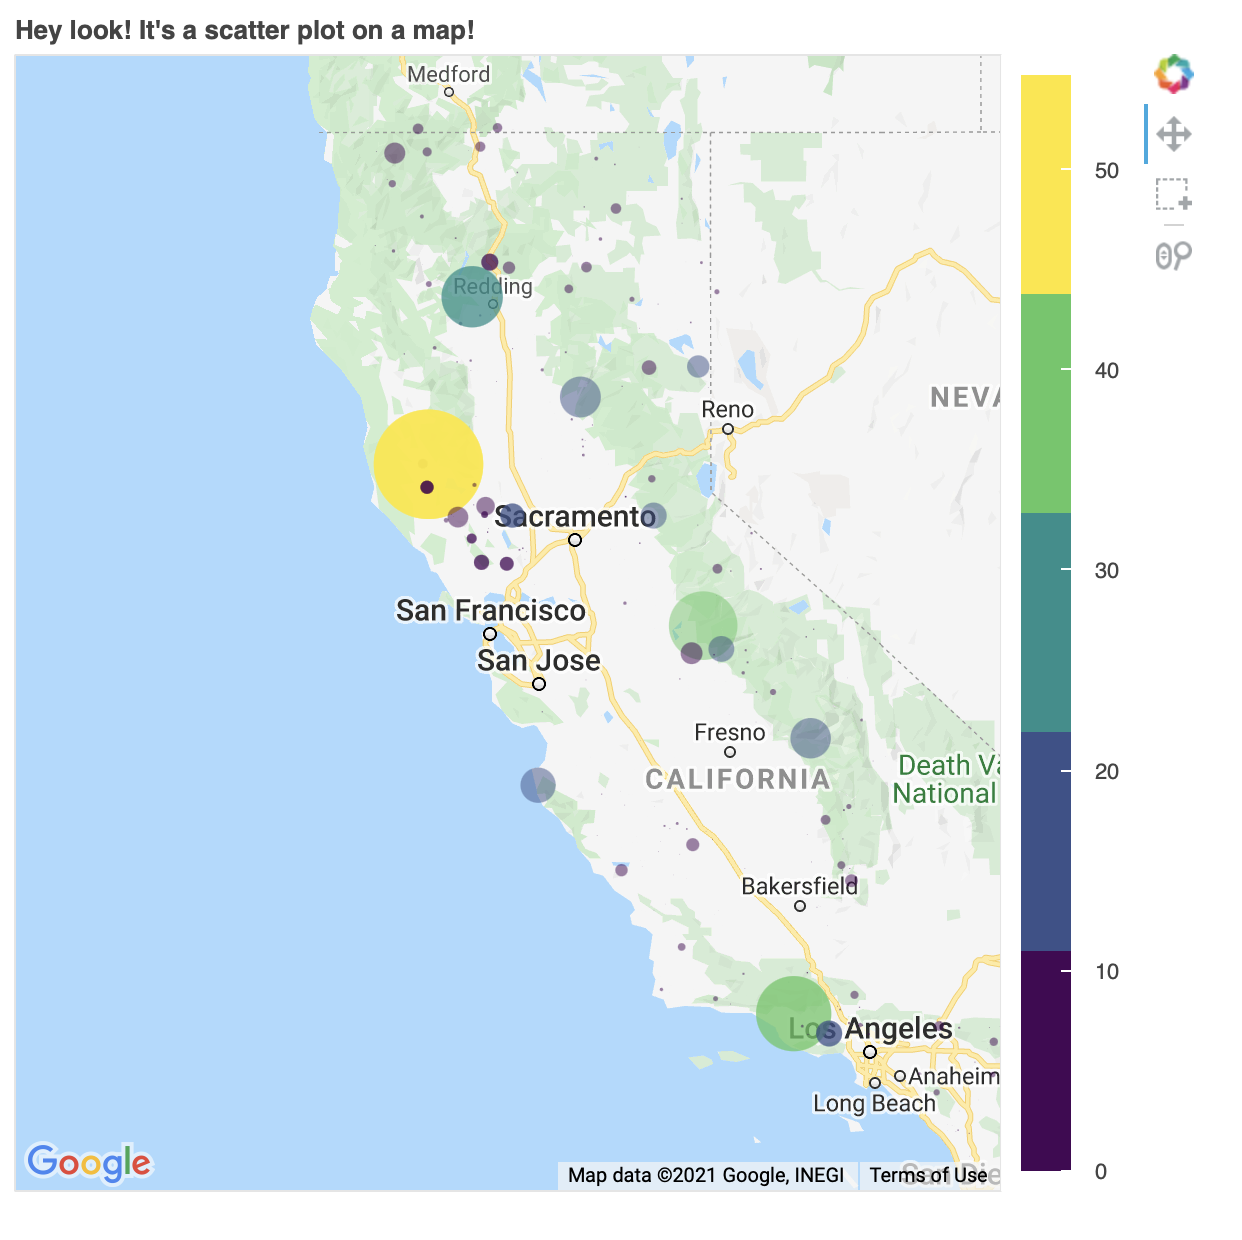 Hey look! It's a scatter plot on a map!
Medford
50
Redding
40
NEVA
Reno
Sacramento
30
San Francisco
San Jose
Fresno
Death Va
National
CALIFORNIA
20
Bakersfield
10
Los Angeles
Anaheim
Long Beach
Google
Map data ©2021 Google, INEGI
Terms of Use
San Die
0